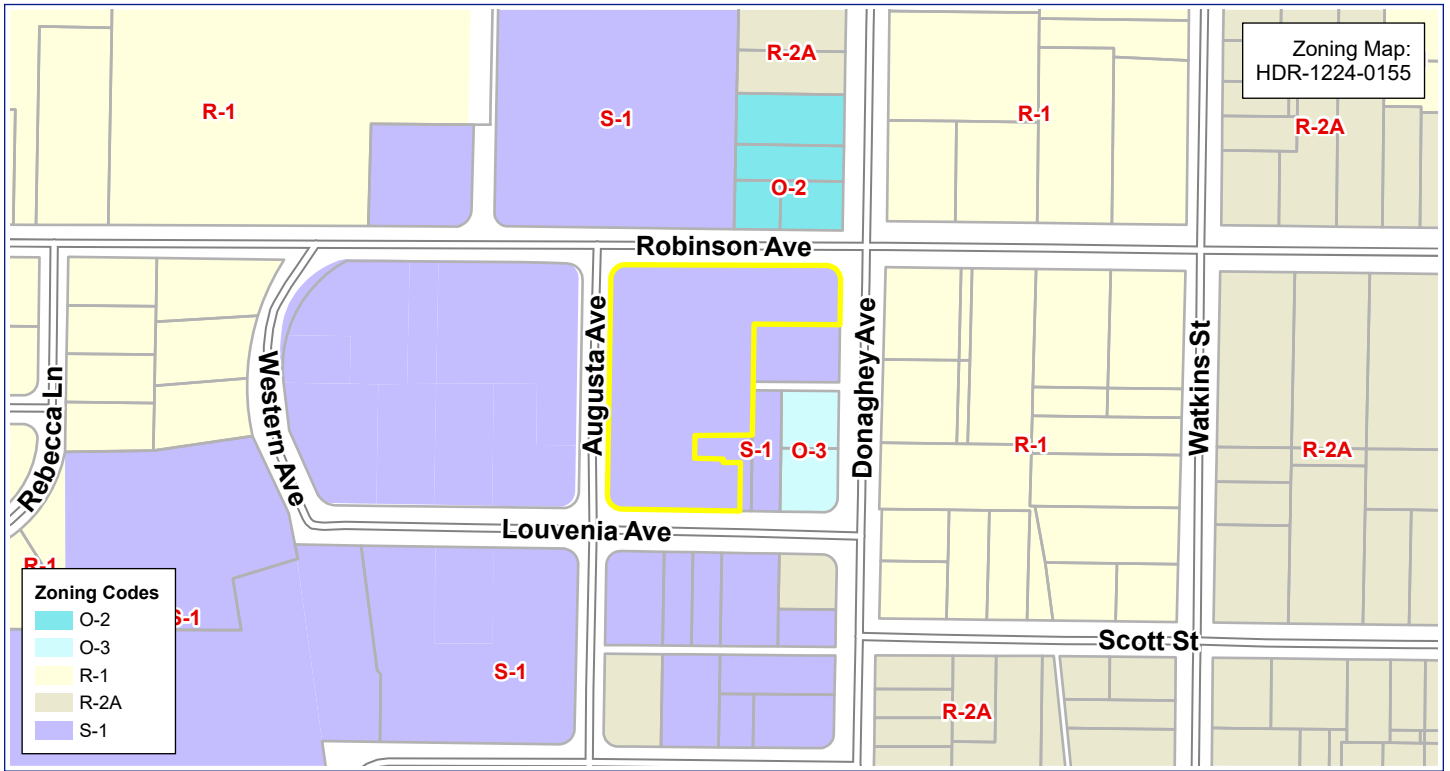 Zoning Map:
HDR-1224-0155
R-2A
R-1
S-1
R-1
R-2A
O-2
Robinson Ave
Augusta Ave
Donaghey Ave
Watkins St
Western Ave
Rebecca Ln
S-1
O-3
R-1
R-2A
Louvenia Ave
R-1
S-1
Scott St
S-1
R-2A
Zoning Codes
O-2
O-3
R-1
R-2A
S-1